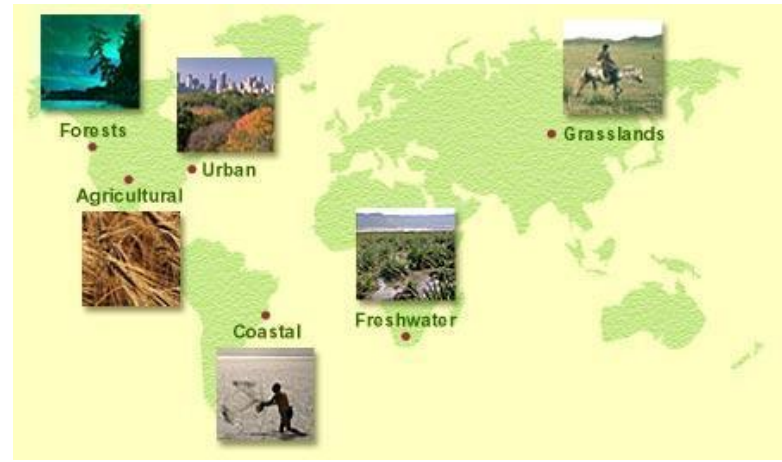 Forests
Grasslands
Urban
Agricultural
Freshwater
Coastal